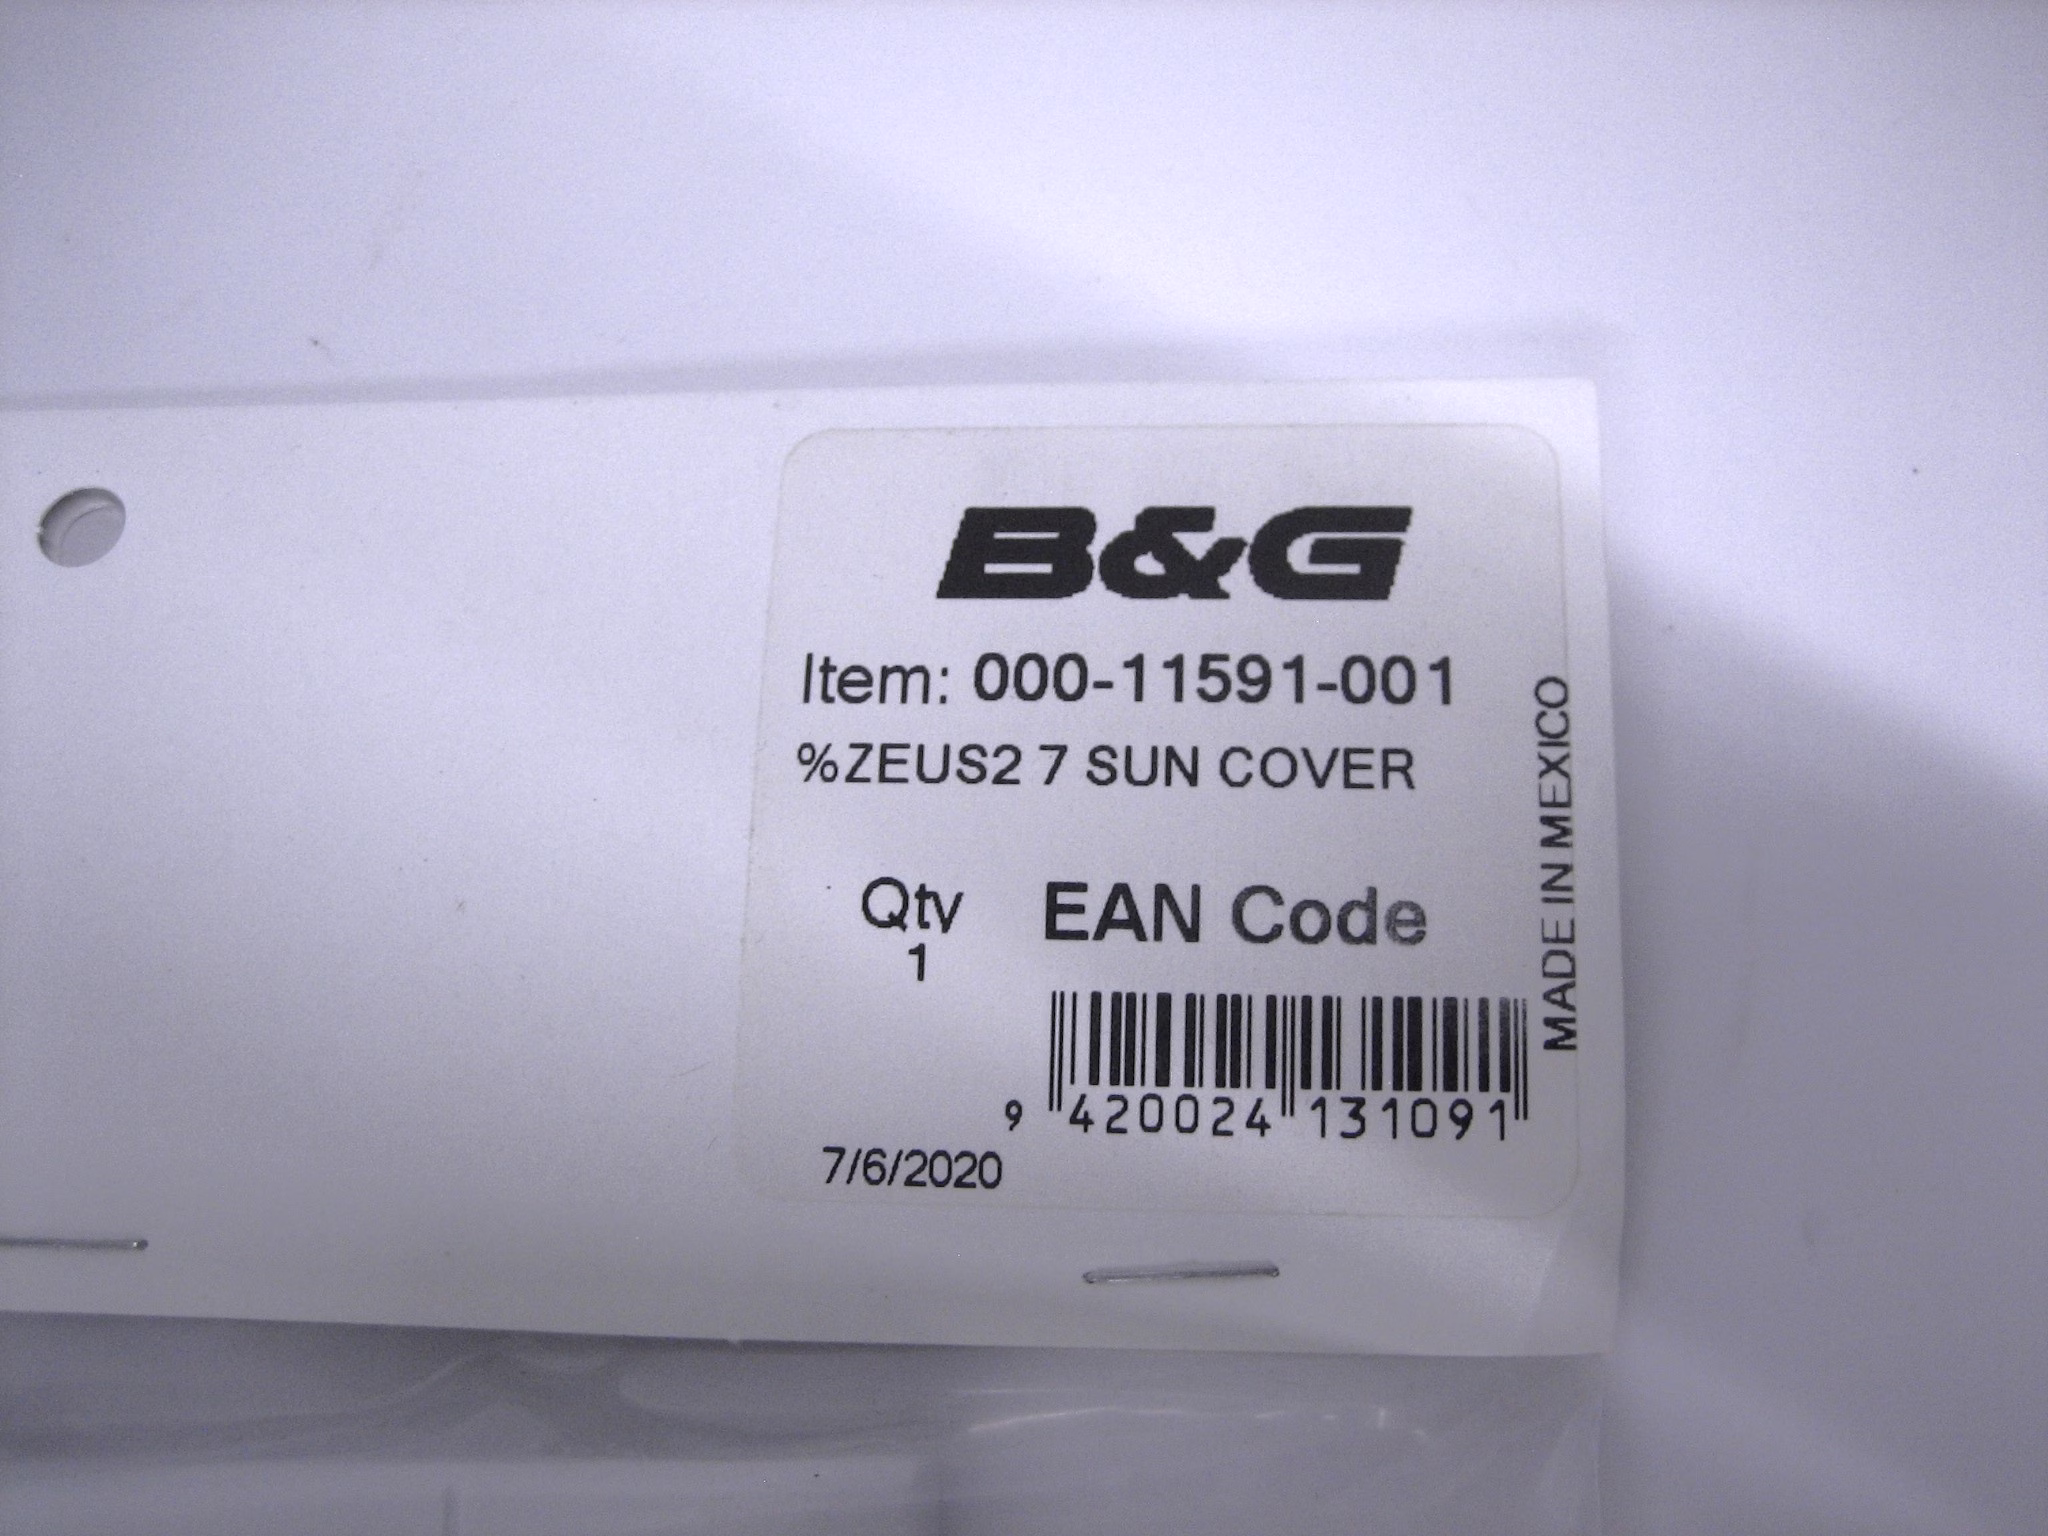 B&G
Item: 000-11591-001
%ZEUS2 7 SUN COVER
Qty EAN Code
1
9 420024 131091
7/6/2020
MADE IN MEXICO